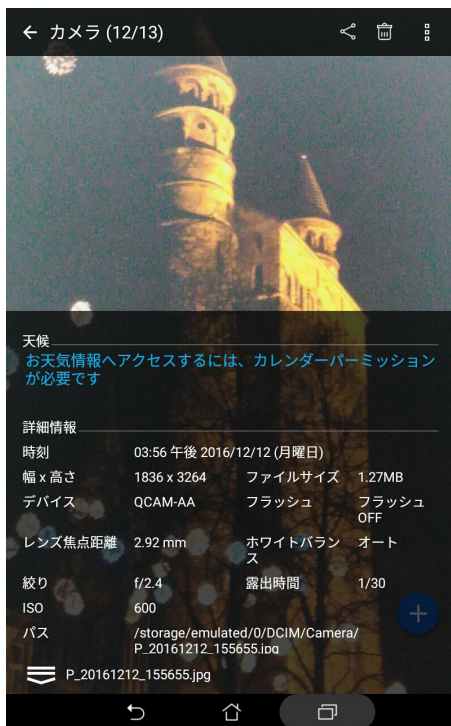 カメラ (12/13)
天候
お天気情報へアクセスするには、カレンダーパーミッション
が必要です
詳細情報
時刻 03:56 午後 2016/12/12 (月曜日)
幅 x 高さ 1836 x 3264 ファイルサイズ 1.27MB
デバイス QCAM-AA フラッシュ フラッシュ
OFF
レンズ焦点距離 2.92 mm ホワイトバラン オート
ス
絞り f/2.4 露出時間 1/30
ISO 600
パス /storage/emulated/0/DCIM/Camera/
P_20161212_155655.jpg
P_20161212_155655.jpg